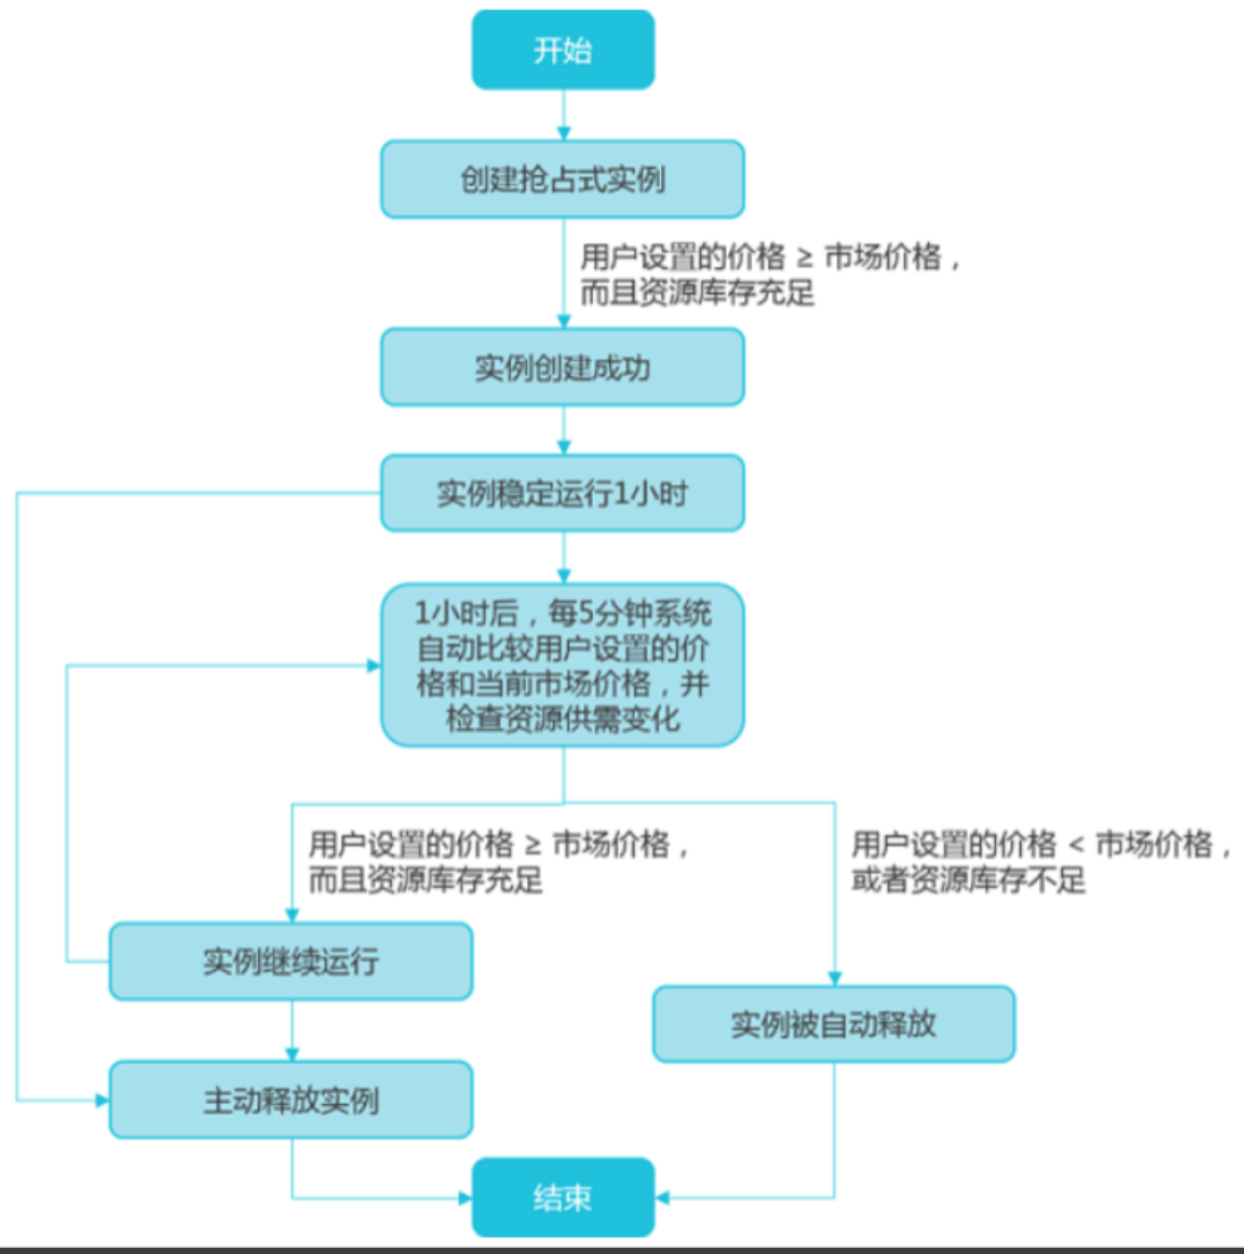 开始
创建抢占式实例
用户设置的价格 ≥ 市场价格，
而且资源库存充足
实例创建成功
实例稳定运行1小时
1小时后，每5分钟系统
自动比较用户设置的价
格和当前市场价格，并
检查资源供需变化
用户设置的价格 ≥ 市场价格，
而且资源库存充足
用户设置的价格 < 市场价格，
或者资源库存不足
实例继续运行
实例被自动释放
主动释放实例
结束